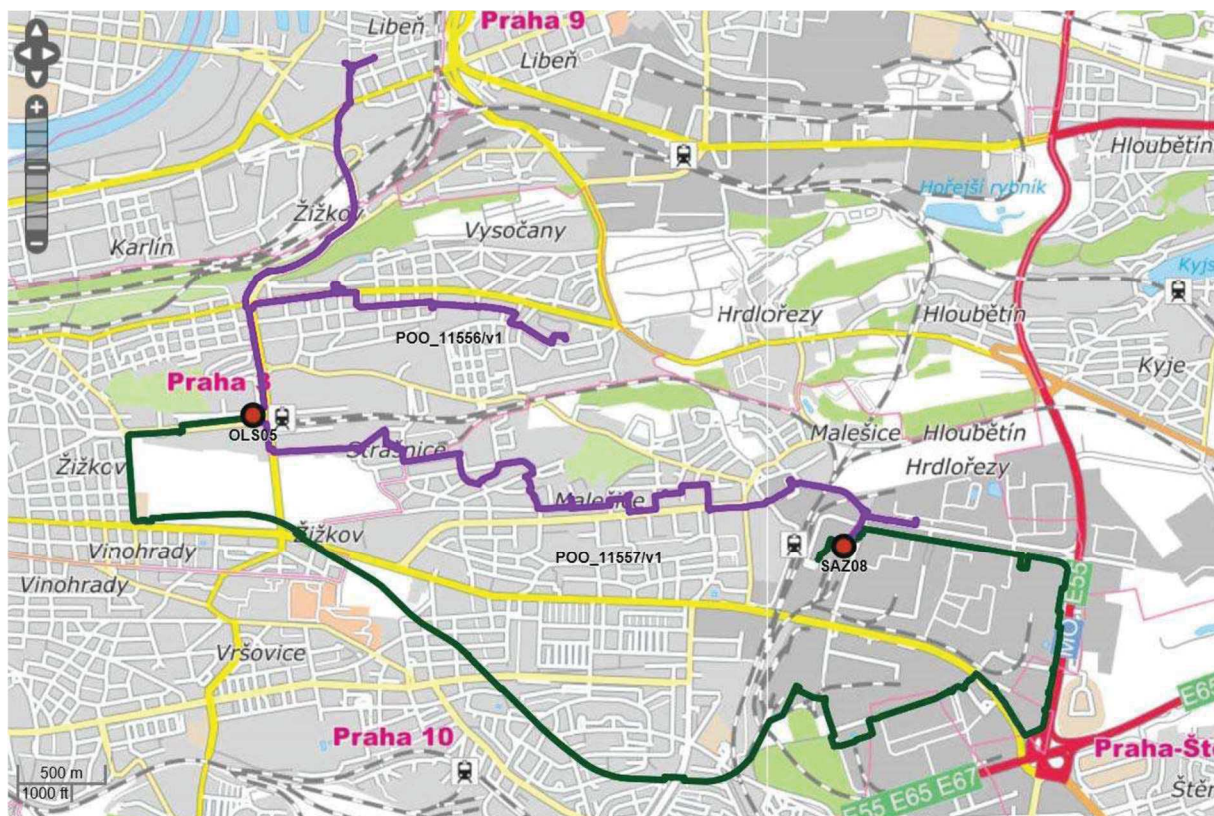 Libeň
Praha 9
Libeň
Hloubětín
Hořejší rybník
Žižkov
Vysočany
Karlín
Kyjs
Hrdlořezy
Hloubětín
POO_11556/v1
Kyje
Praha 3
OLS05
Malešice
Hloubětín
Strašnice
Žižkov
Hrdlořezy
Malešice
Žižkov
Vinohrady
POO_11557/v1
SAZ08
E55
Vinohrady
MO
Vršovice
E65
Praha 10
Praha-Ště
500 m
1000 ft
E55 E65 E67
Štěr